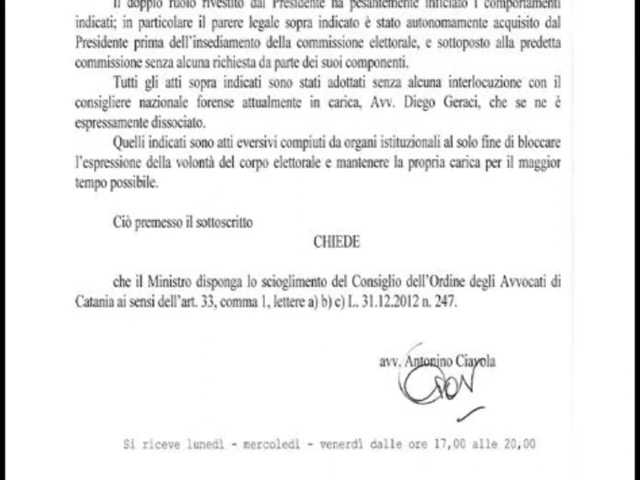 Il doppio ruolo rivestito dal Presidente ha pesantemente inficiato i comportamenti
indicati; in particolare il parere legale sopra indicato è stato autonomamente acquisito dal
Presidente prima dell'insediamento della commissione elettorale, e sottoposto alla predetta
commissione senza alcuna richiesta da parte dei suoi componenti.
Tutti gli atti sopra indicati sono stati adottati senza alcuna interlocuzione con il
consigliere nazionale forense attualmente in carica, Avv. Diego Geraci, che se ne è
espressamente dissociato.
Quelli indicati sono atti eversivi compiuti da organi istituzionali al solo fine di bloccare
l'espressione della volontà del corpo elettorale e mantenere la propria carica per il maggior
tempo possibile.
Ciò premesso il sottoscritto
CHIEDE
che il Ministro disponga lo scioglimento del Consiglio dell'Ordine degli Avvocati di
Catania ai sensi dell'art. 33, comma 1, lettere a) b) c) L. 31.12.2012 n. 247.
avv. Antonino Ciavola
Si riceve lunedì - mercoledì - venerdì dalle ore 17,00 alle 20,00